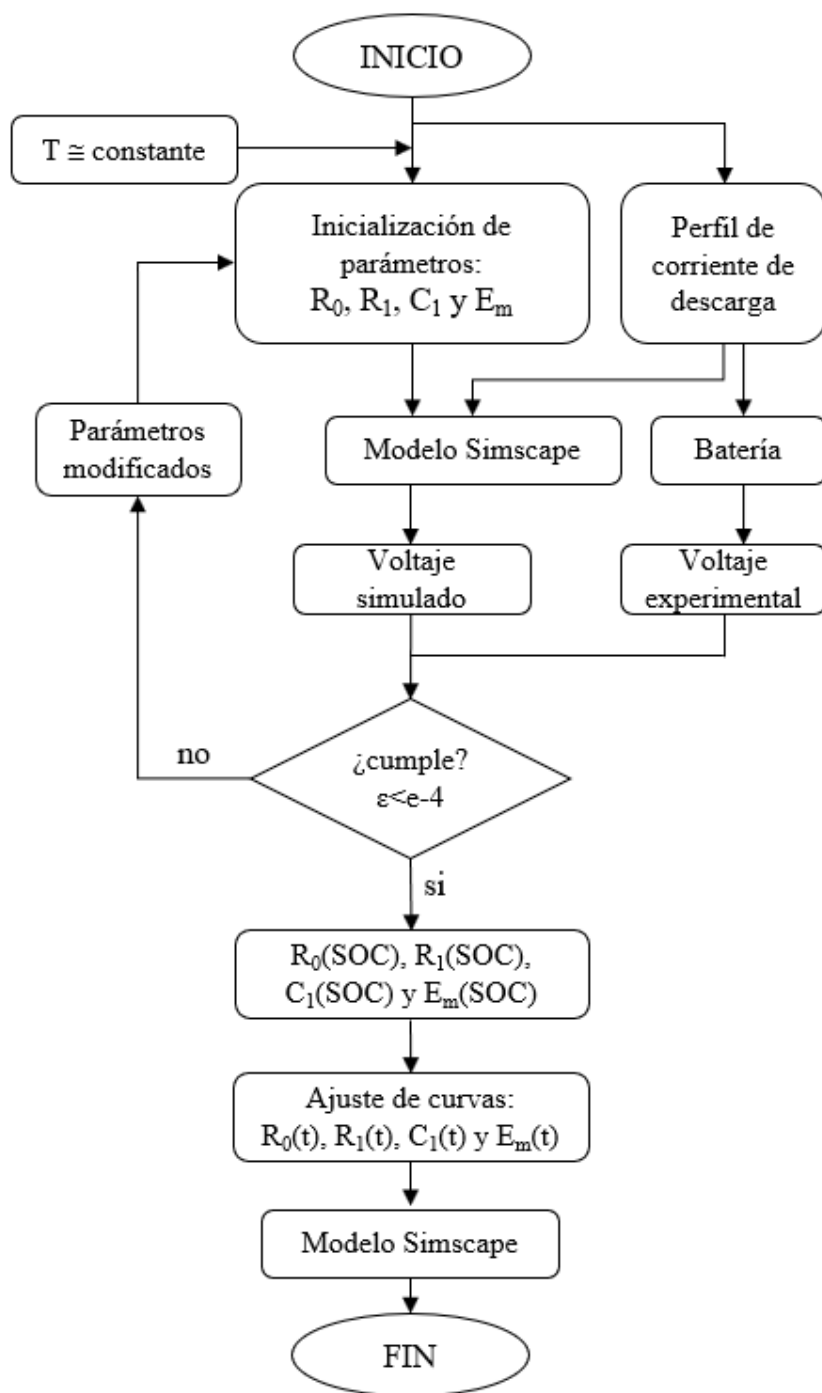 INICIO
T ≅ constante
Inicialización de
parámetros:
R₀, R₁, C₁ y Eₘ
Perfil de
corriente de
descarga
Parámetros
modificados
Modelo Simscape
Batería
Voltaje
simulado
Voltaje
experimental
no
¿cumple?
ε<e-4
si
R₀(SOC), R₁(SOC),
C₁(SOC) y Eₘ(SOC)
Ajuste de curvas:
R₀(t), R₁(t), C₁(t) y Eₘ(t)
Modelo Simscape
FIN